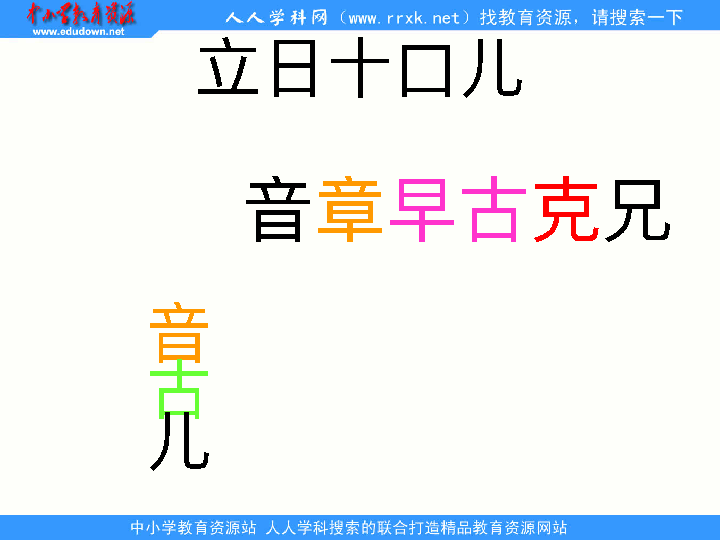 中小学教育资源
www.edudown.net
人人学科网（www.rrxk.net）找教育资源，请搜索一下
立日十口儿
音章早古克兄
音
古
儿
中小学教育资源站 人人学科搜索的联合打造精品教育资源网站